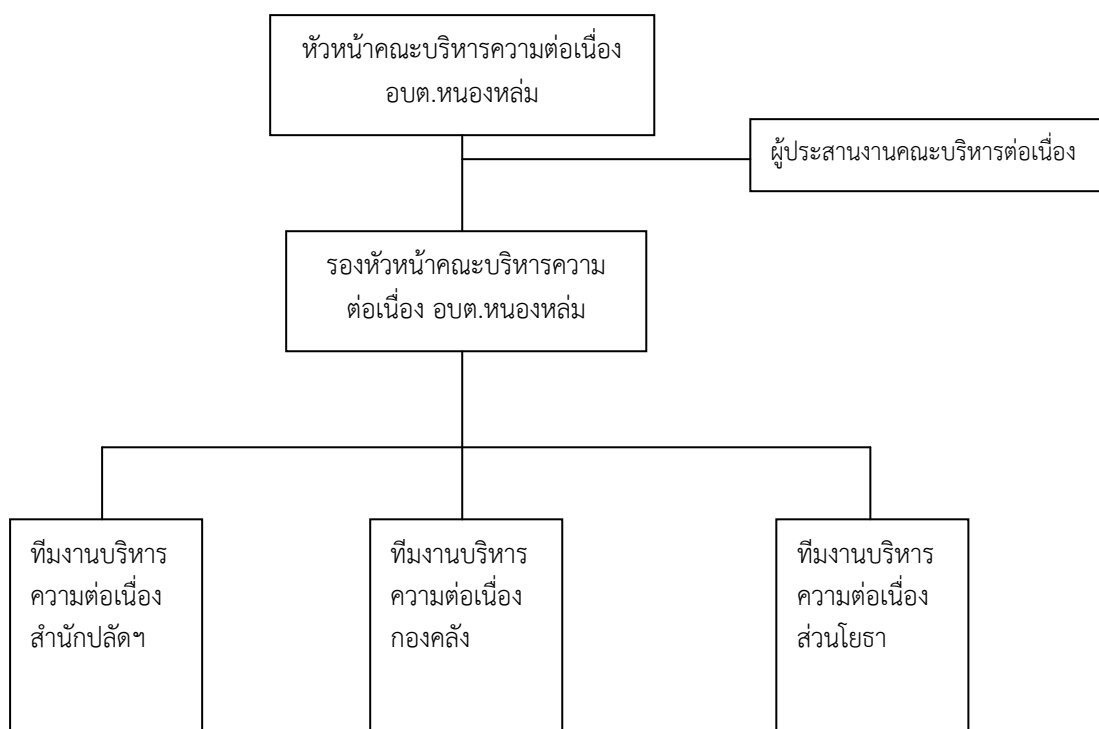 หัวหน้าคณะบริหารความต่อเนื่อง
อบต.หนองหล่ม
ผู้ประสานงานคณะบริหารต่อเนื่อง
รองหัวหน้าคณะบริหารความ
ต่อเนื่อง อบต.หนองหล่ม
ทีมงานบริหาร
ความต่อเนื่อง
สำนักปลัดฯ
ทีมงานบริหาร
ความต่อเนื่อง
กองคลัง
ทีมงานบริหาร
ความต่อเนื่อง
ส่วนโยธา